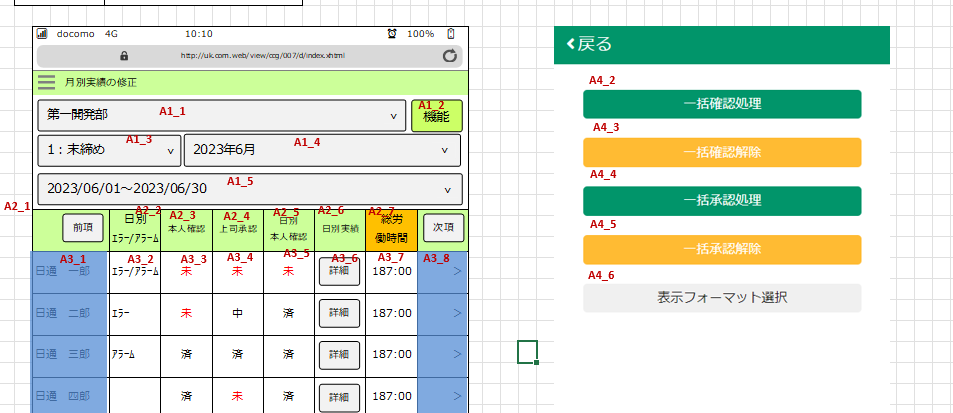 docomo 4G 10:10 100%
http://uk.com.web/view/ccg/007/d/index.xhtml
月別実績の修正
第一開発部 A1_1 v
A1_2
機能
A1_3
1：末締め v
2023年6月 A1_4 v
2023/06/01～2023/06/30 A1_5 v
A2_1
前項
A2_2
日別
ｴﾗｰ/ｱﾗｰﾑ
A2_3
本人確認
A2_4
上司承認
A2_5
日別
本人確認
A2_6
日別実績
A2_7
総労
働時間
次項
A3_1 A3_2 A3_3 A3_4 A3_5 A3_6 A3_7 A3_8
日通 一郎 ｴﾗｰ/ｱﾗｰﾑ 未 未 未 詳細 187:00 >
日通 二郎 ｴﾗｰ 未 中 済 詳細 187:00 >
日通 三郎 ｱﾗｰﾑ 済 済 済 詳細 187:00 >
日通 四郎 済 未 済 詳細 187:00 >
戻る
A4_2
一括確認処理
A4_3
一括確認解除
A4_4
一括承認処理
A4_5
一括承認解除
A4_6
表示フォーマット選択